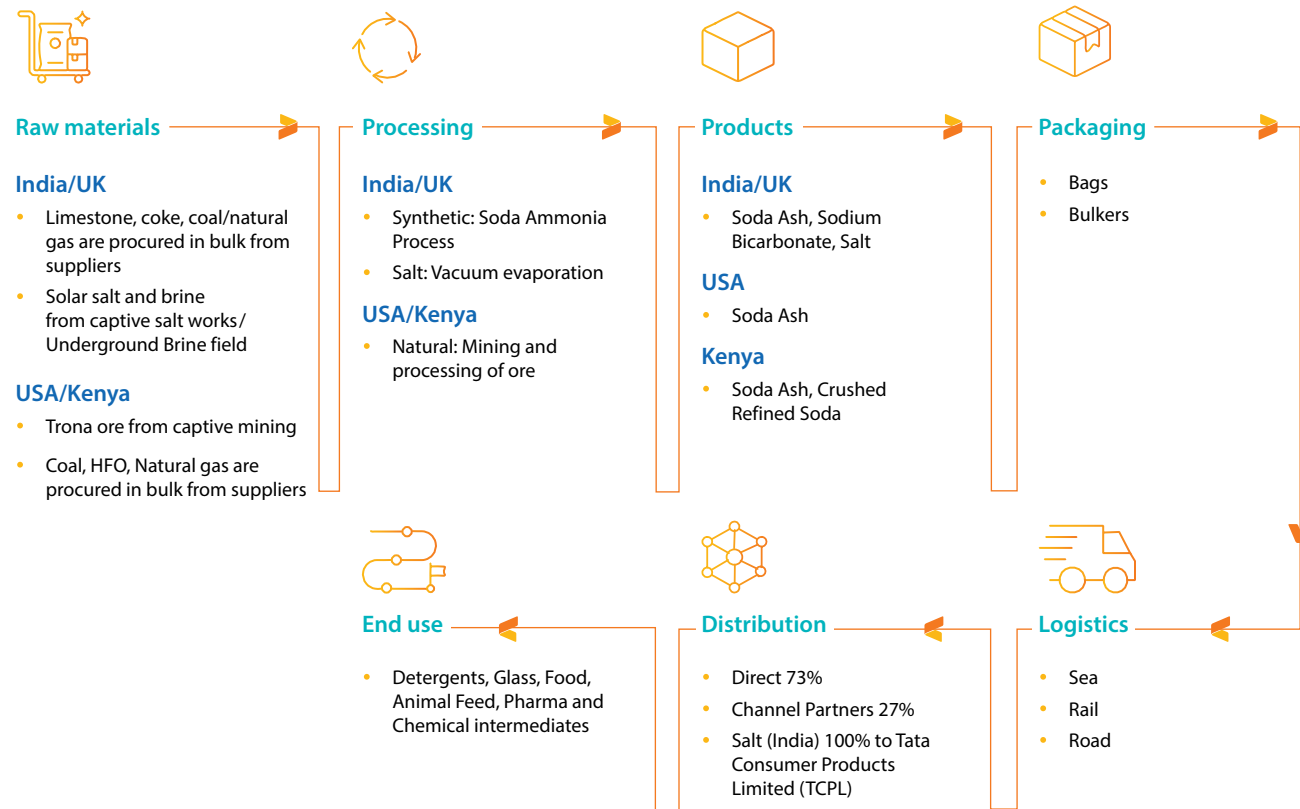 Raw materials
India/UK
• Limestone, coke, coal/natural
gas are procured in bulk from
suppliers
• Solar salt and brine
from captive salt works/
Underground Brine field
USA/Kenya
• Trona ore from captive mining
• Coal, HFO, Natural gas are
procured in bulk from suppliers
Processing
India/UK
• Synthetic: Soda Ammonia
Process
• Salt: Vacuum evaporation
USA/Kenya
• Natural: Mining and
processing of ore
Products
India/UK
• Soda Ash, Sodium
Bicarbonate, Salt
USA
• Soda Ash
Kenya
• Soda Ash, Crushed
Refined Soda
Packaging
• Bags
• Bulkers
Logistics
• Sea
• Rail
• Road
Distribution
• Direct 73%
• Channel Partners 27%
• Salt (India) 100% to Tata
Consumer Products
Limited (TCPL)
End use
• Detergents, Glass, Food,
Animal Feed, Pharma and
Chemical intermediates